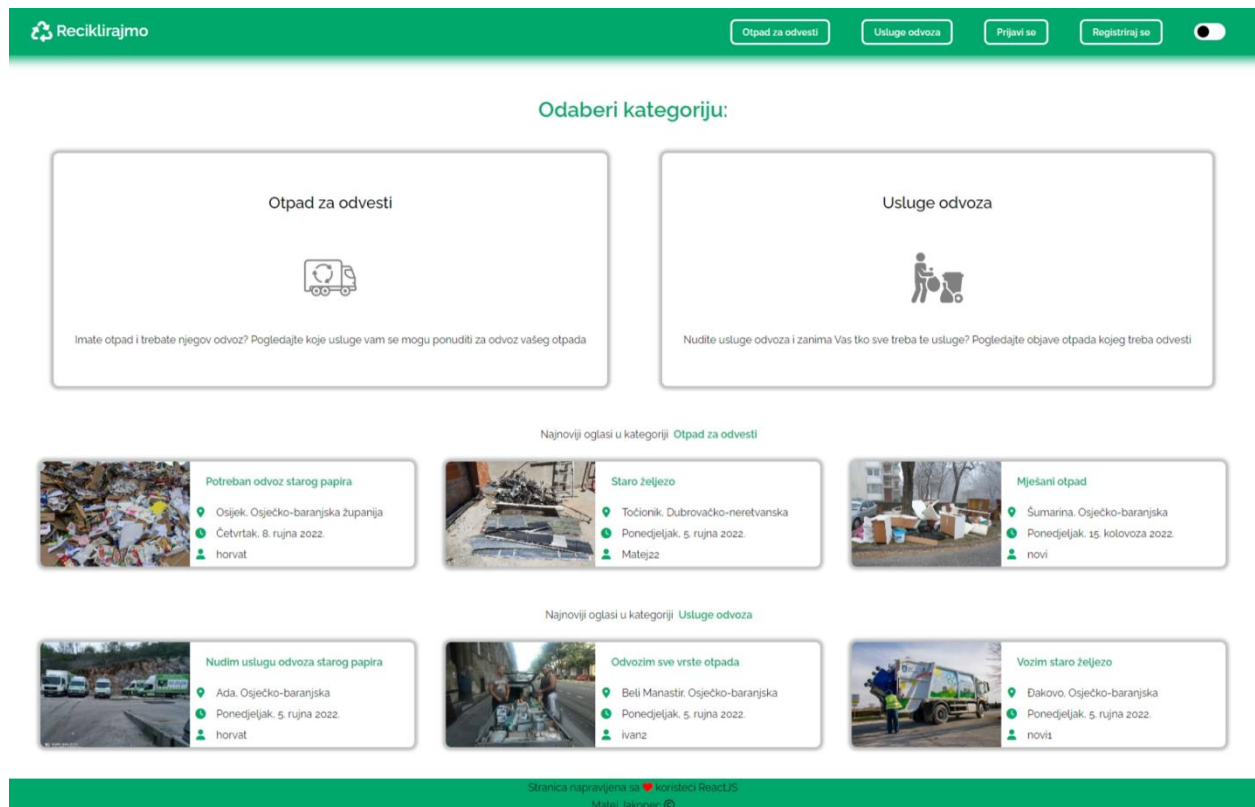 Reciklirajmo
Otpad za odvesti
Usluge odvoza
Prijavi se
Registriraj se
Odaberi kategoriju:
Otpad za odvesti
Imate otpad i trebate njegov odvoz? Pogledajte koje usluge vam se mogu ponuditi za odvoz vašeg otpada
Usluge odvoza
Nudite usluge odvoza i zanima Vas tko sve treba te usluge? Pogledajte objave otpada kojeg treba odvesti
Najnoviji oglasi u kategoriji Otpad za odvesti
Potreban odvoz starog papira
Osijek, Osječko-baranjska županija
Četvrtak, 8. rujna 2022.
horvat
Staro željezo
Točionik, Dubrovačko-neretvanska
Ponedjeljak, 5. rujna 2022.
Matej22
Mješani otpad
Šumarina, Osječko-baranjska
Ponedjeljak, 15. kolovoza 2022.
novi
Najnoviji oglasi u kategoriji Usluge odvoza
Nudim uslugu odvoza starog papira
Ada, Osječko-baranjska
Ponedjeljak, 5. rujna 2022.
horvat
Odvozim sve vrste otpada
Beli Manastir, Osječko-baranjska
Ponedjeljak, 5. rujna 2022.
ivan2
Vozim staro željezo
Đakovo, Osječko-baranjska
Ponedjeljak, 5. rujna 2022.
novi1
Stranica napravljena sa ❤ koristeći ReactJS
Matej Jakopec ©